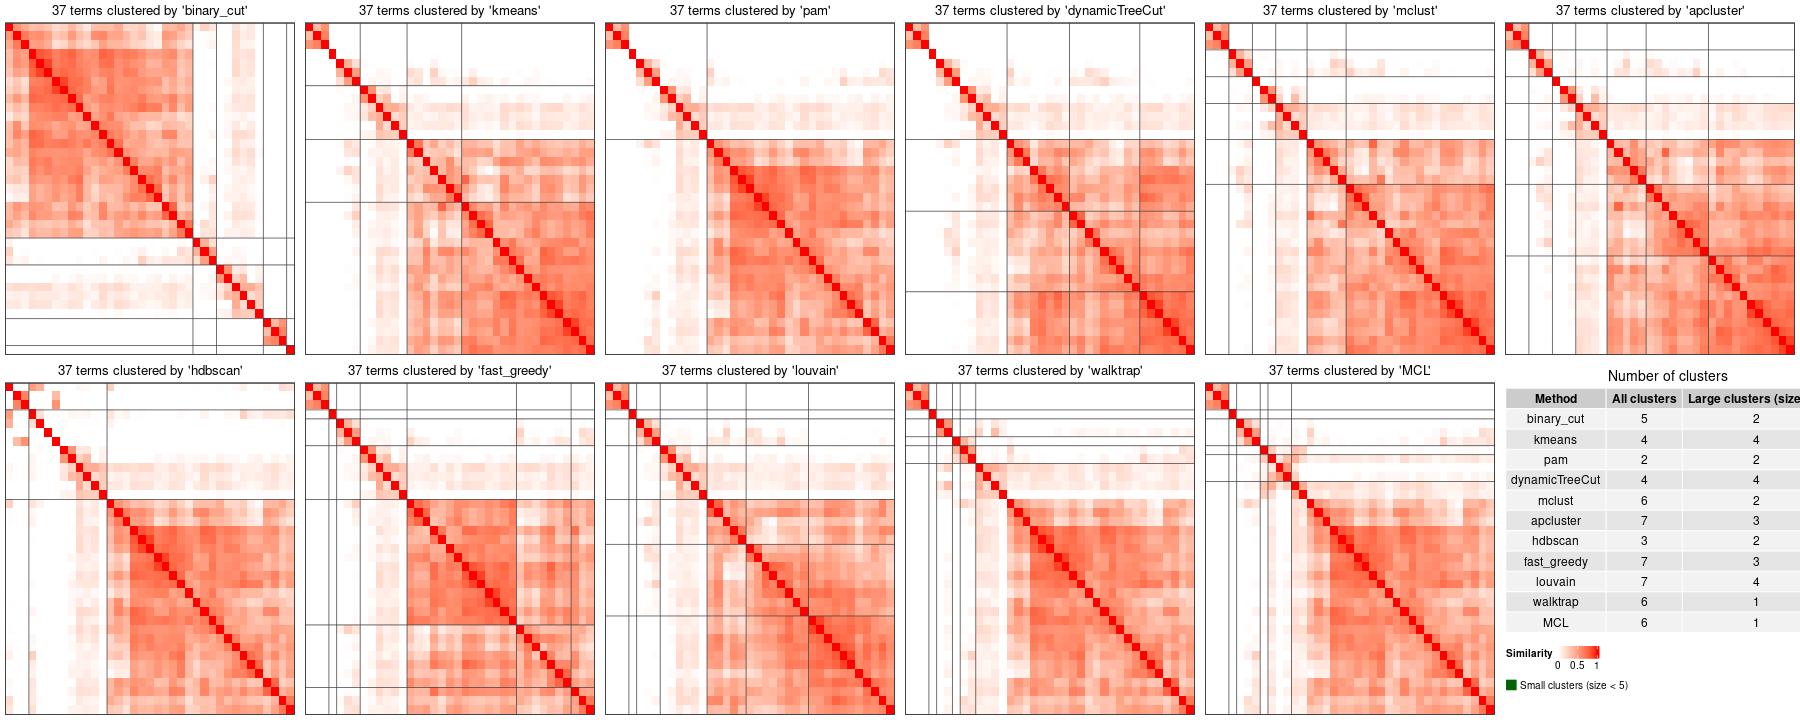 37 terms clustered by 'binary_cut'
37 terms clustered by 'kmeans'
37 terms clustered by 'pam'
37 terms clustered by 'dynamicTreeCut'
37 terms clustered by 'mclust'
37 terms clustered by 'apcluster'
37 terms clustered by 'hdbscan'
37 terms clustered by 'fast_greedy'
37 terms clustered by 'louvain'
37 terms clustered by 'walktrap'
37 terms clustered by 'MCL'
Number of clusters
Method All clusters Large clusters (size
binary_cut 5 2
kmeans 4 4
pam 2 2
dynamicTreeCut 4 4
mclust 6 2
apcluster 7 3
hdbscan 3 2
fast_greedy 7 3
louvain 7 4
walktrap 6 1
MCL 6 1
Similarity
0 0.5 1
Small clusters (size < 5)